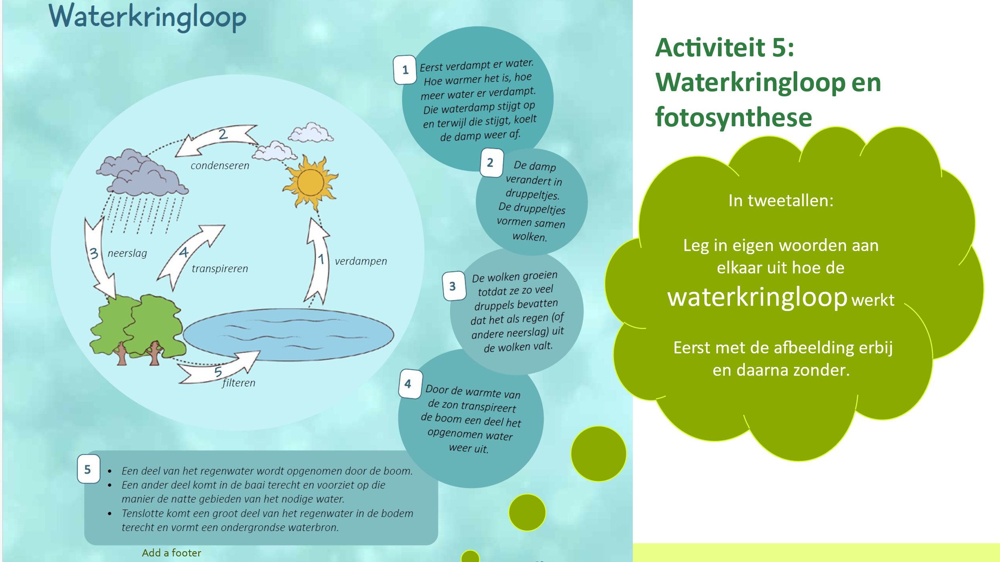 Waterkringloop
2
condenseren
3
neerslag
4
transpireren
1
verdampen
5
filteren
1
Eerst verdampt er water.
Hoe warmer het is, hoe
meer water er verdampt.
Die waterdamp stijgt op
en terwijl die stijgt, koelt
de damp weer af.
2
De damp
verandert in
druppeltjes.
De druppeltjes
vormen samen
wolken.
3
De wolken groeien
totdat ze zo veel
druppels bevatten
dat het als regen (of
andere neerslag) uit
de wolken valt.
4
Door de warmte van
de zon transpireert
de boom een deel het
opgenomen water
weer uit.
5
• Een deel van het regenwater wordt opgenomen door de boom.
• Een ander deel komt in de baai terecht en voorziet op die
manier de natte gebieden van het nodige water.
• Tenslotte komt een groot deel van het regenwater in de bodem
terecht en vormt een ondergrondse waterbron.
Add a footer
Activiteit 5:
Waterkringloop en
fotosynthese
In tweetallen:
Leg in eigen woorden aan
elkaar uit hoe de
waterkringloop werkt
Eerst met de afbeelding erbij
en daarna zonder.